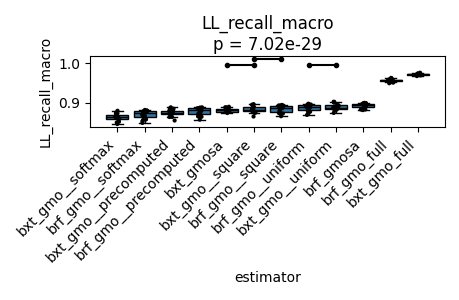 LL_recall_macro
p = 7.02e-29
LL_recall_macro
1.0
0.9
bxt_gmo__softmax
brf_gmo__softmax
bxt_gmo__precomputed
brf_gmo__precomputed
bxt_gmosa
bxt_gmo__square
brf_gmo__square
brf_gmo__uniform
bxt_gmo__uniform
brf_gmosa
brf_gmo_full
bxt_gmo_full
estimator